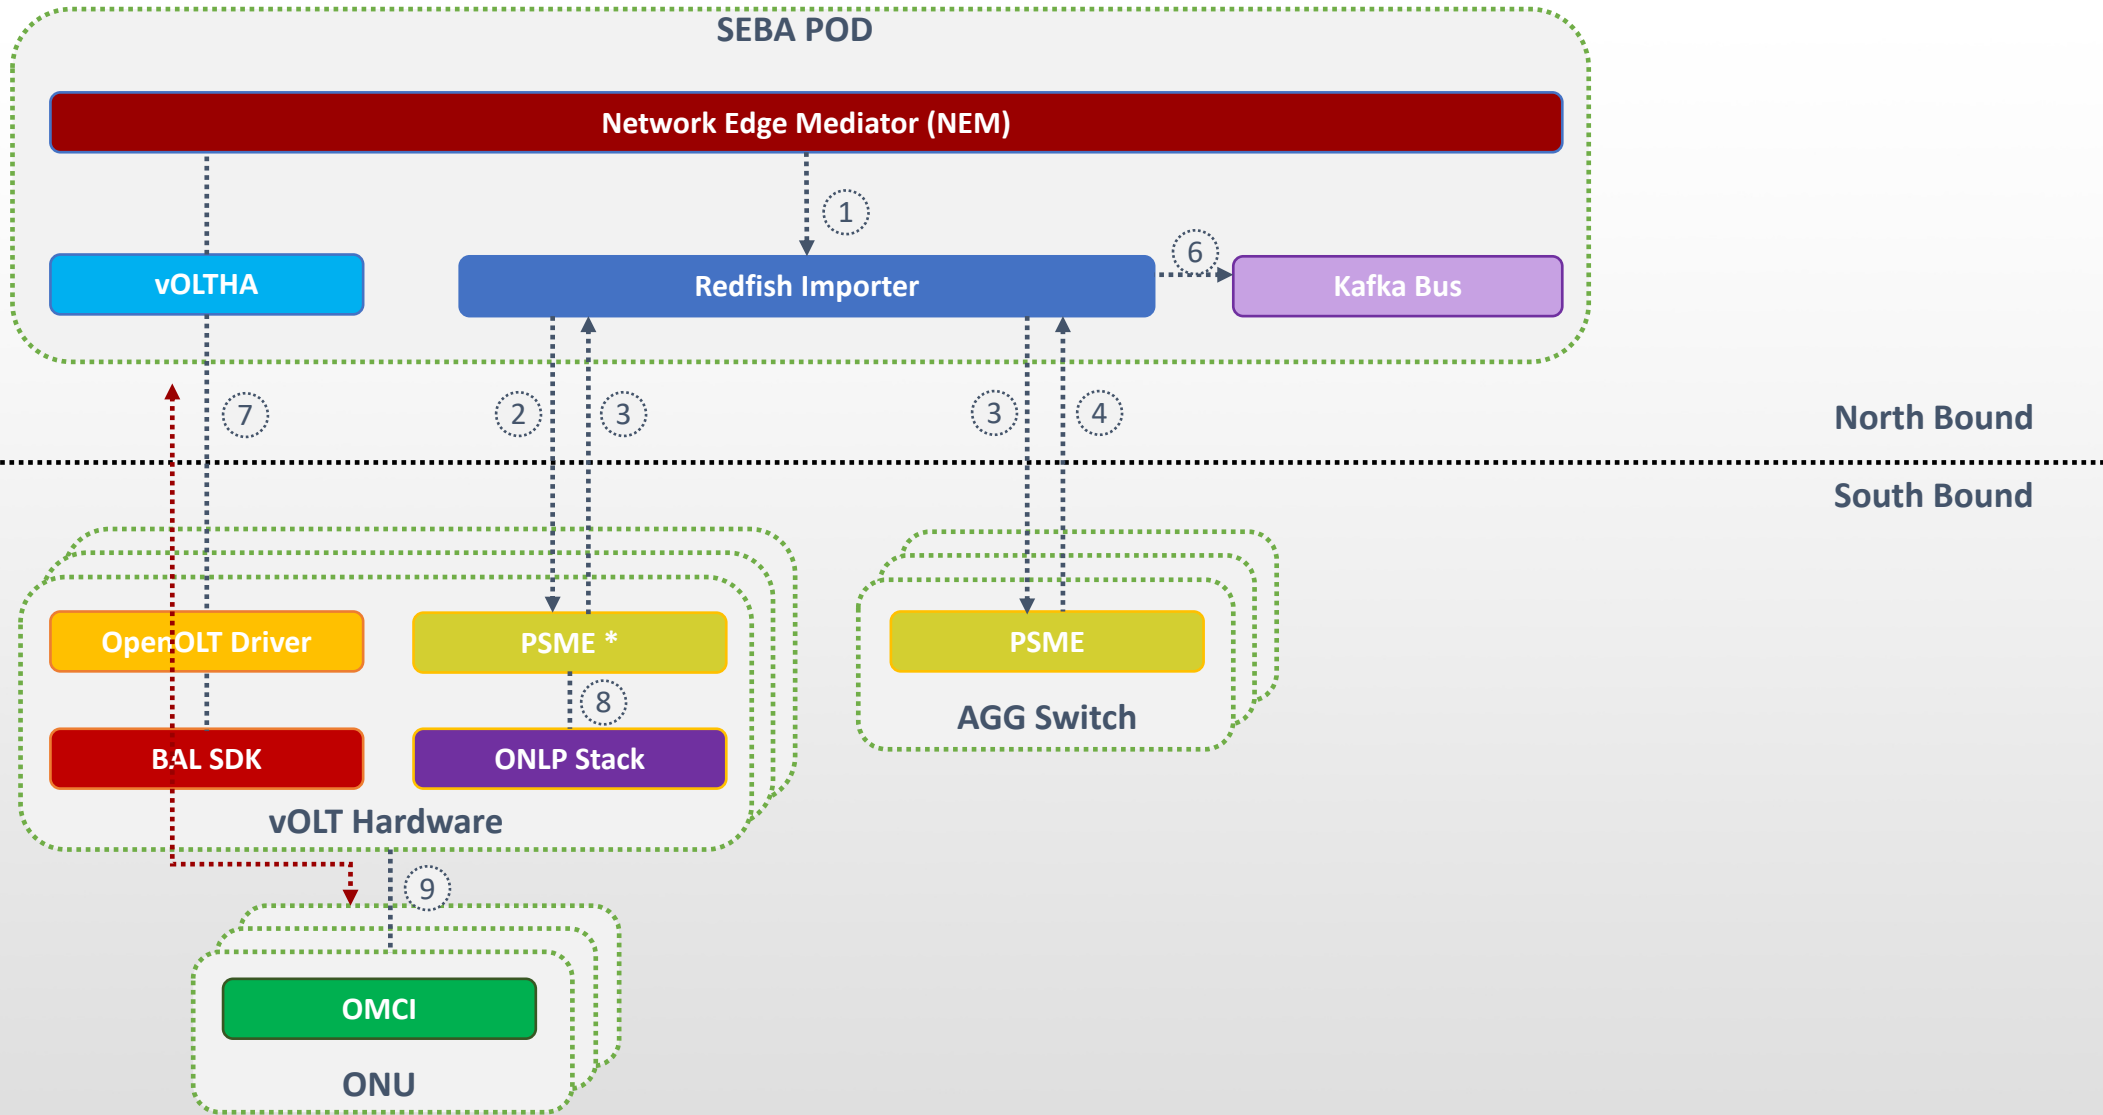 SEBA POD
Network Edge Mediator (NEM)
1
vOLTHA
Redfish Importer
6
Kafka Bus
7
2
3
3
4
North Bound
South Bound
OpenOLT Driver
PSME *
PSME
8
AGG Switch
BAL SDK
ONLP Stack
vOLT Hardware
9
OMCI
ONU